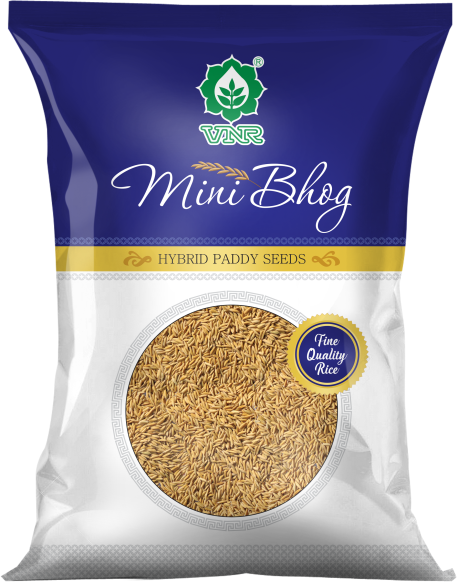 ®
VNR
Mini Bhog
HYBRID PADDY SEEDS
Fine
Quality
Rice